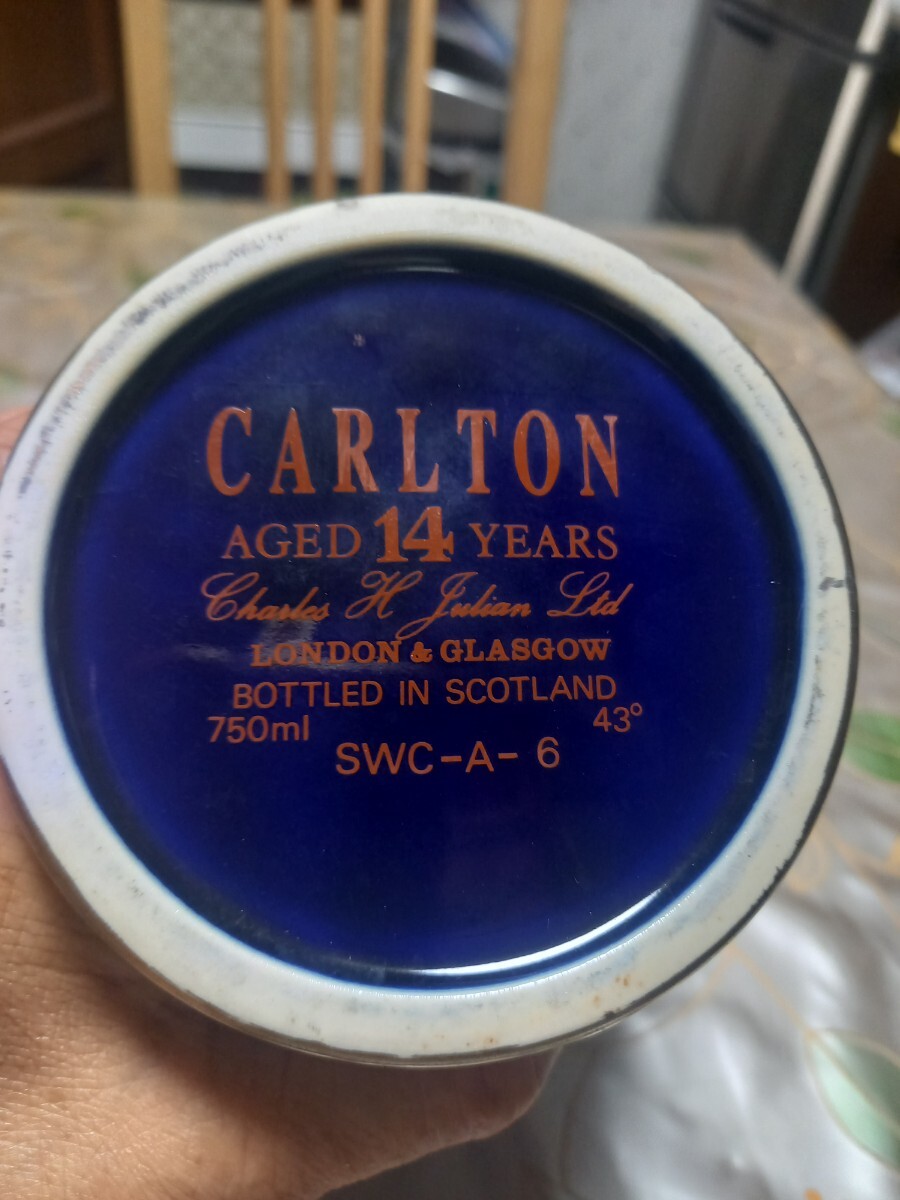 CARLTON
AGED 14 YEARS
Charles H Julian Ltd
LONDON & GLASGOW
BOTTLED IN SCOTLAND
750ml 43°
SWC-A-6